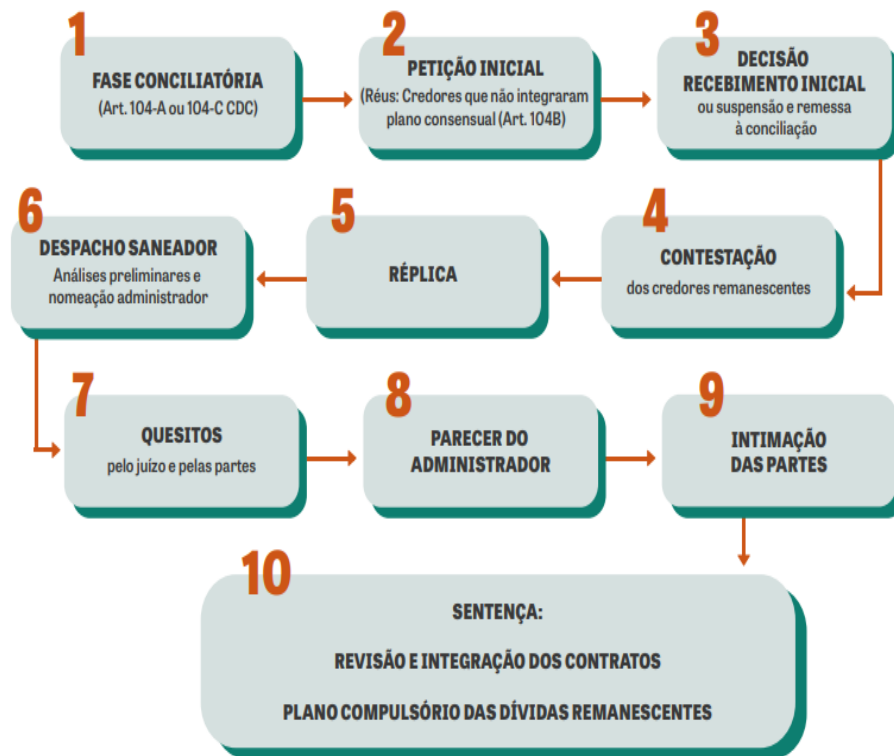 1
FASE CONCILIATÓRIA
(Art. 104-A ou 104-C CDC)
2
PETIÇÃO INICIAL
(Réus: Credores que não integraram
plano consensual (Art. 104B)
3
DECISÃO
RECEBIMENTO INICIAL
ou suspensão e remessa
à conciliação
4
CONTESTAÇÃO
dos credores remanescentes
5
RÉPLICA
6
DESPACHO SANEADOR
Análises preliminares e
nomeação administrador
7
QUESITOS
pelo juízo e pelas partes
8
PARECER DO
ADMINISTRADOR
9
INTIMAÇÃO
DAS PARTES
10
SENTENÇA:
REVISÃO E INTEGRAÇÃO DOS CONTRATOS
PLANO COMPULSÓRIO DAS DÍVIDAS REMANESCENTES